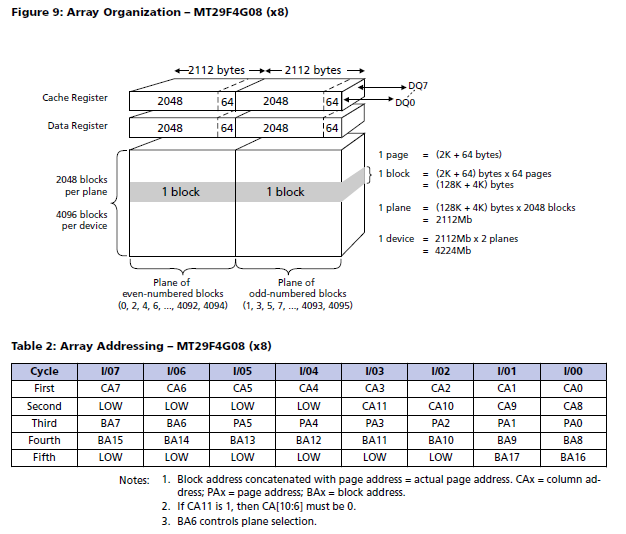 Figure 9: Array Organization – MT29F4G08 (x8)
2112 bytes 2112 bytes
DQ7
Cache Register 2048 64 2048 64 DQ0
Data Register 2048 64 2048 64
1 page = (2K + 64 bytes)
1 block = (2K + 64) bytes x 64 pages
= (128K + 4K) bytes
2048 blocks
per plane
1 block 1 block
4096 blocks
per device
1 plane = (128K + 4K) bytes x 2048 blocks
= 2112Mb
1 device = 2112Mb x 2 planes
= 4224Mb
Plane of
even-numbered blocks
(0, 2, 4, 6, ..., 4092, 4094)
Plane of
odd-numbered blocks
(1, 3, 5, 7, ..., 4093, 4095)
Table 2: Array Addressing – MT29F4G08 (x8)
Cycle I/07 I/06 I/05 I/04 I/03 I/02 I/01 I/00
First CA7 CA6 CA5 CA4 CA3 CA2 CA1 CA0
Second LOW LOW LOW LOW CA11 CA10 CA9 CA8
Third BA7 BA6 PA5 PA4 PA3 PA2 PA1 PA0
Fourth BA15 BA14 BA13 BA12 BA11 BA10 BA9 BA8
Fifth LOW LOW LOW LOW LOW LOW BA17 BA16
Notes: 1. Block address concatenated with page address = actual page address. CAx = column ad-
dress; PAx = page address; BAx = block address.
2. If CA11 is 1, then CA[10:6] must be 0.
3. BA6 controls plane selection.